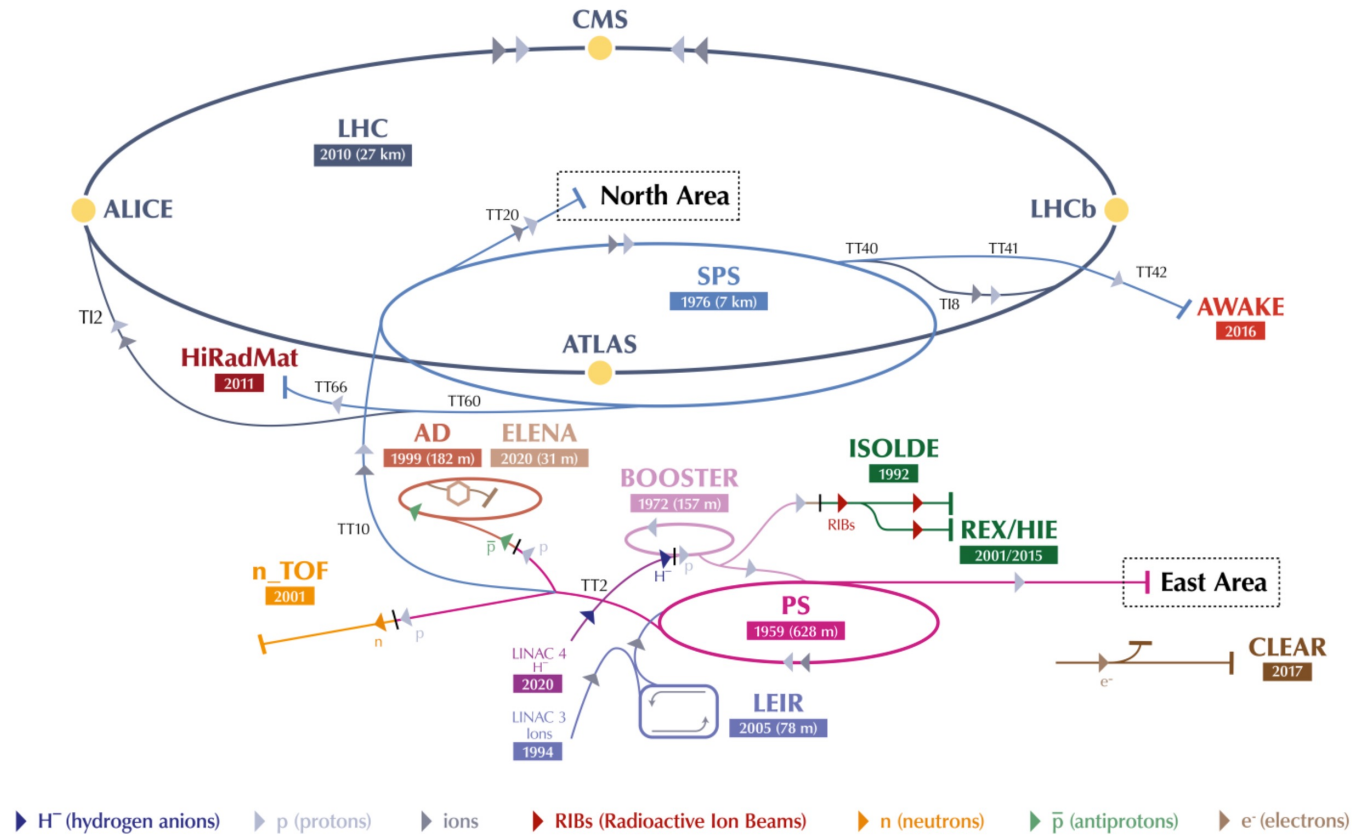 CMS
LHC
2010 (27 km)
North Area
TT20
ALICE
LHCb
TT40
TT41
TT42
SPS
1976 (7 km)
TI8
AWAKE
2016
TI2
ATLAS
HiRadMat
2011
TT66
TT60
AD
1999 (182 m)
ELENA
2020 (31 m)
ISOLDE
1992
BOOSTER
1972 (157 m)
RIBs
REX/HIE
2001/2015
TT10
p̅
p
H⁻
p
n_TOF
2001
TT2
East Area
PS
1959 (628 m)
n
p
LINAC 4
H⁻
2020
CLEAR
2017
e⁻
LEIR
2005 (78 m)
LINAC 3
Ions
1994
H⁻ (hydrogen anions)
p (protons)
ions
RIBs (Radioactive Ion Beams)
n (neutrons)
p̅ (antiprotons)
e⁻ (electrons)